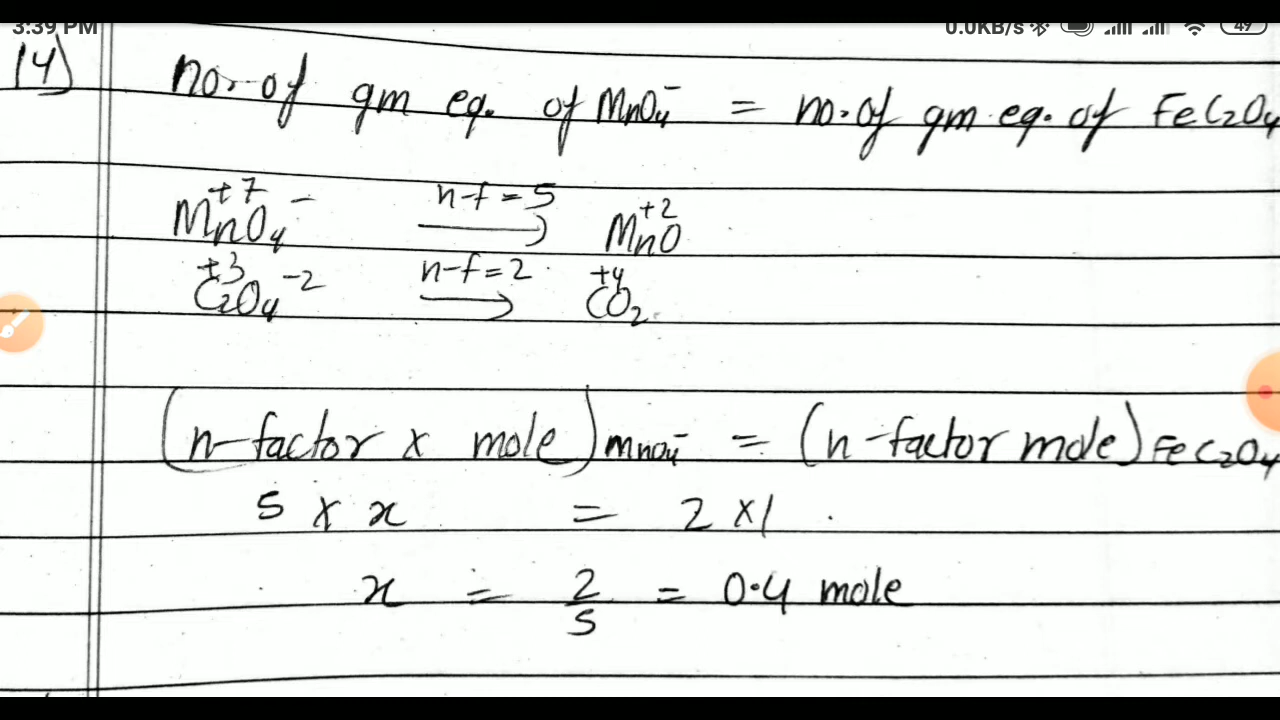 3:39 PM 0.0KB/s 49
14) no. of gm eq. of MnO₄⁻ = no. of gm eq. of FeC₂O₄
+7 n-f = 5 +2
MnO₄⁻ ⟶ MnO
+3 n-f = 2 +4
C₂O₄⁻² ⟶ CO₂
(n-factor x mole) MnO₄⁻ = (n-factor mole) FeC₂O₄
5 x x = 2 x 1
x = 2/5 = 0.4 mole